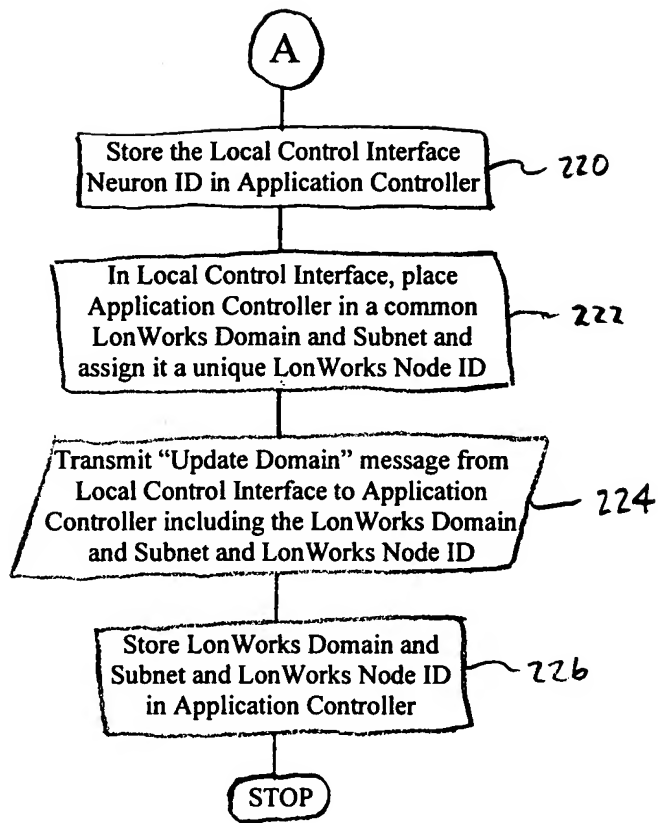 A
Store the Local Control Interface
Neuron ID in Application Controller
220
In Local Control Interface, place
Application Controller in a common
LonWorks Domain and Subnet and
assign it a unique LonWorks Node ID
222
Transmit “Update Domain” message from
Local Control Interface to Application
Controller including the LonWorks Domain
and Subnet and LonWorks Node ID
224
Store LonWorks Domain and
Subnet and LonWorks Node ID
in Application Controller
226
STOP